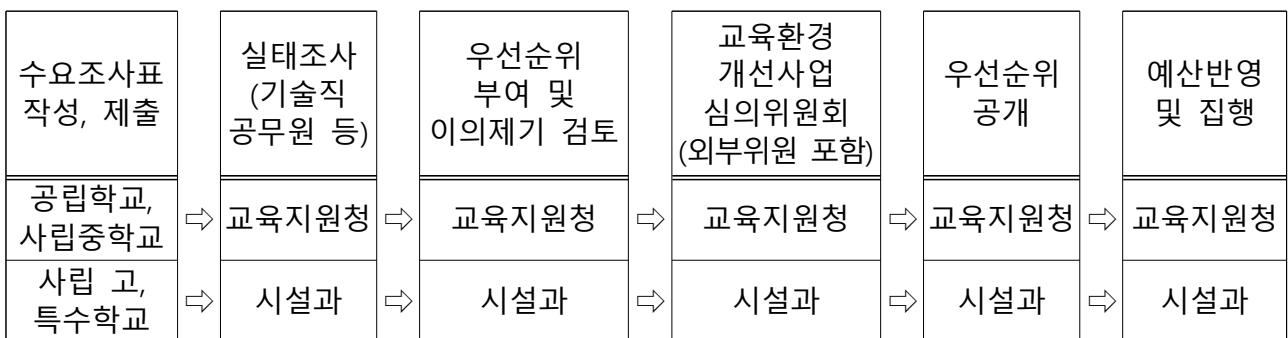 수요조사표
작성, 제출
실태조사
(기술직
공무원 등)
우선순위
부여 및
이의제기 검토
교육환경
개선사업
심의위원회
(외부위원 포함)
우선순위
공개
예산반영
및 집행
공립학교,
사립중학교
⇨ 교육지원청 ⇨ 교육지원청 ⇨ 교육지원청 ⇨ 교육지원청 ⇨ 교육지원청
사립 고,
특수학교
⇨ 시설과 ⇨ 시설과 ⇨ 시설과 ⇨ 시설과 ⇨ 시설과